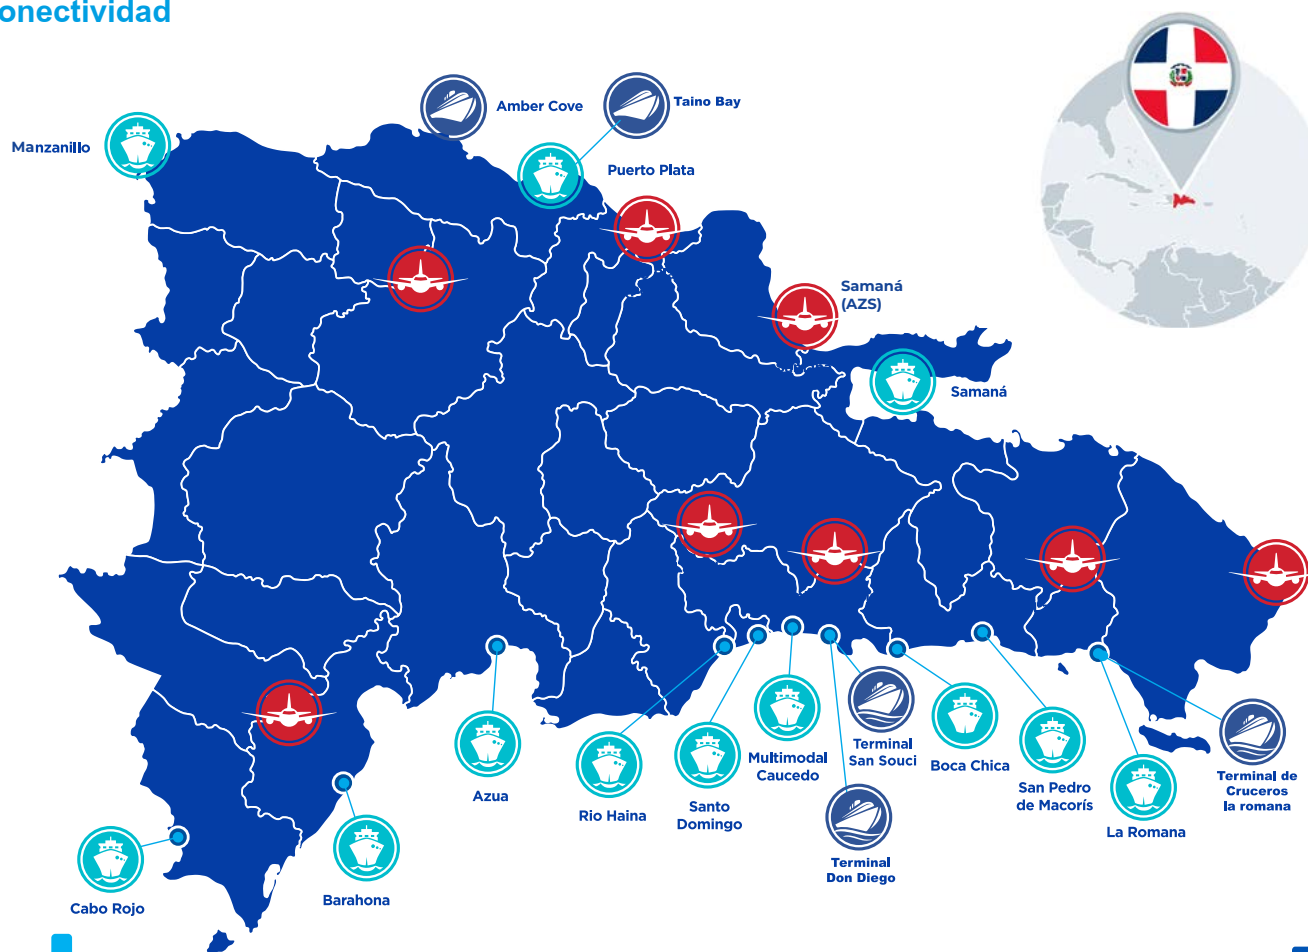 onectividad
Amber Cove
Taino Bay
Manzanillo
Puerto Plata
Samaná
(AZS)
Samaná
Azua
Rio Haina
Santo
Domingo
Multimodal
Caucedo
Terminal
San Souci
Terminal
Don Diego
Boca Chica
San Pedro
de Macorís
La Romana
Terminal de
Cruceros
la romana
Cabo Rojo
Barahona